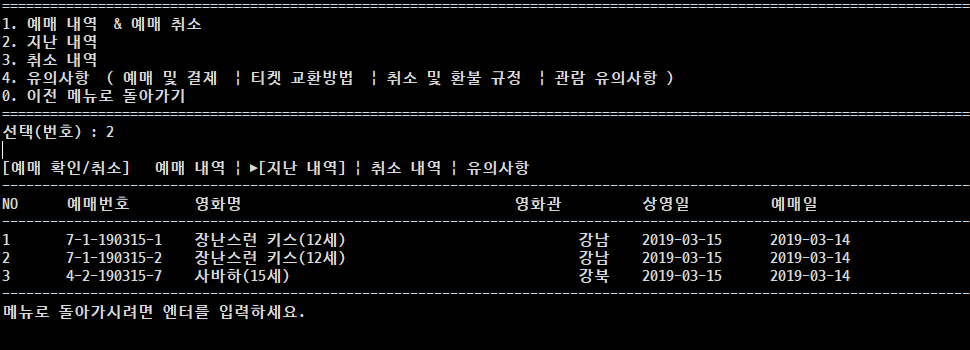 ================================================================================
1. 예매 내역  & 예매 취소
2. 지난 내역
3. 취소 내역
4. 유의사항  ( 예매 및 결제  ¦ 티켓 교환방법  ¦ 취소 및 환불 규정  ¦ 관람 유의사항 )
0. 이전 메뉴로 돌아가기
================================================================================
선택(번호) : 2
[예매 확인/취소]   예매 내역 ¦ ▶[지난 내역] ¦ 취소 내역 ¦ 유의사항
--------------------------------------------------------------------------------
NO 예매번호 영화명 영화관 상영일 예매일
--------------------------------------------------------------------------------
1 7-1-190315-1 장난스런 키스(12세) 강남 2019-03-15 2019-03-14
2 7-1-190315-2 장난스런 키스(12세) 강남 2019-03-15 2019-03-14
3 4-2-190315-7 사바하(15세) 강북 2019-03-15 2019-03-14
--------------------------------------------------------------------------------
메뉴로 돌아가시려면 엔터를 입력하세요.